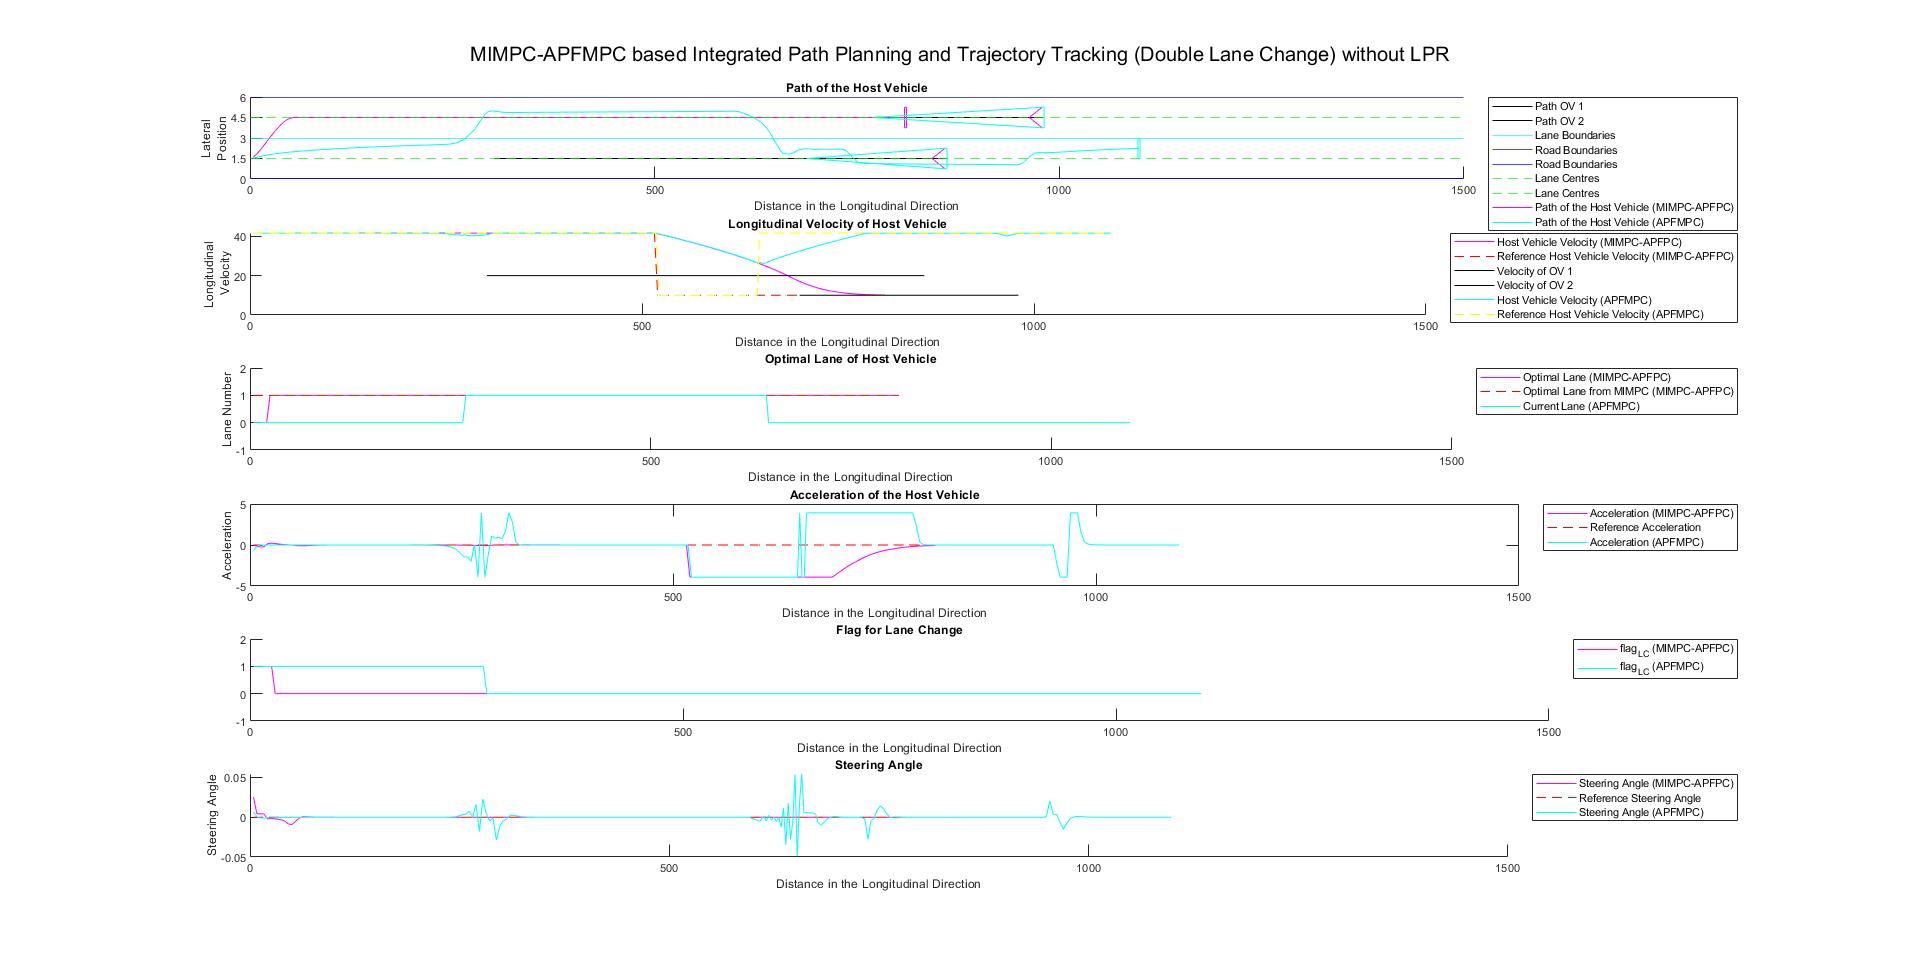 MIMPC-APFMPC based Integrated Path Planning and Trajectory Tracking (Double Lane Change) without LPR
Path of the Host Vehicle
Lateral
Position
6
4.5
3
1.5
0
0
500
1000
1500
Distance in the Longitudinal Direction
Path OV 1
Path OV 2
Lane Boundaries
Road Boundaries
Road Boundaries
Lane Centres
Lane Centres
Path of the Host Vehicle (MIMPC-APFPC)
Path of the Host Vehicle (APFMPC)
Longitudinal Velocity of Host Vehicle
Longitudinal
Velocity
40
20
0
0
500
1000
1500
Distance in the Longitudinal Direction
Host Vehicle Velocity (MIMPC-APFPC)
Reference Host Vehicle Velocity (MIMPC-APFPC)
Velocity of OV 1
Velocity of OV 2
Host Vehicle Velocity (APFMPC)
Reference Host Vehicle Velocity (APFMPC)
Optimal Lane of Host Vehicle
Lane Number
2
1
0
-1
0
500
1000
1500
Distance in the Longitudinal Direction
Optimal Lane (MIMPC-APFPC)
Optimal Lane from MIMPC (MIMPC-APFPC)
Current Lane (APFMPC)
Acceleration of the Host Vehicle
Acceleration
5
0
-5
0
500
1000
1500
Distance in the Longitudinal Direction
Acceleration (MIMPC-APFPC)
Reference Acceleration
Acceleration (APFMPC)
Flag for Lane Change
2
1
0
-1
0
500
1000
1500
Distance in the Longitudinal Direction
flagLC (MIMPC-APFPC)
flagLC (APFMPC)
Steering Angle
Steering Angle
0.05
0
-0.05
0
500
1000
1500
Distance in the Longitudinal Direction
Steering Angle (MIMPC-APFPC)
Reference Steering Angle
Steering Angle (APFMPC)